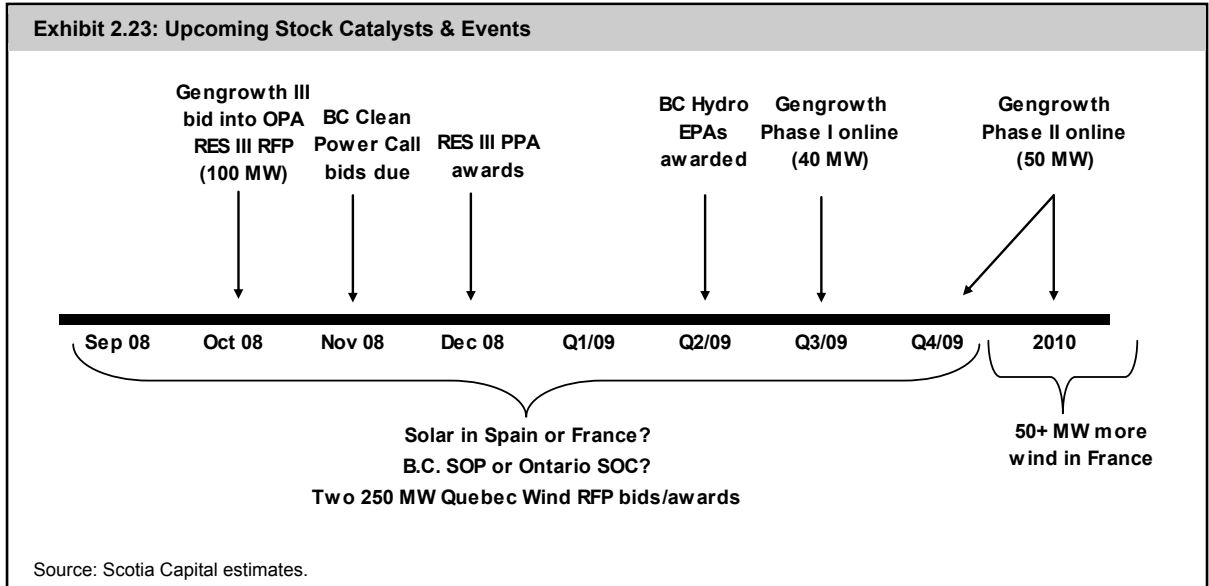 Exhibit 2.23: Upcoming Stock Catalysts & Events
Gengrowth III
bid into OPA
RES III RFP
(100 MW)
BC Clean
Power Call
bids due
RES III PPA
awards
BC Hydro
EPAs
awarded
Gengrowth
Phase I online
(40 MW)
Gengrowth
Phase II online
(50 MW)
Sep 08 Oct 08 Nov 08 Dec 08 Q1/09 Q2/09 Q3/09 Q4/09 2010
Solar in Spain or France?
B.C. SOP or Ontario SOC?
Two 250 MW Quebec Wind RFP bids/awards
50+ MW more
wind in France
Source: Scotia Capital estimates.